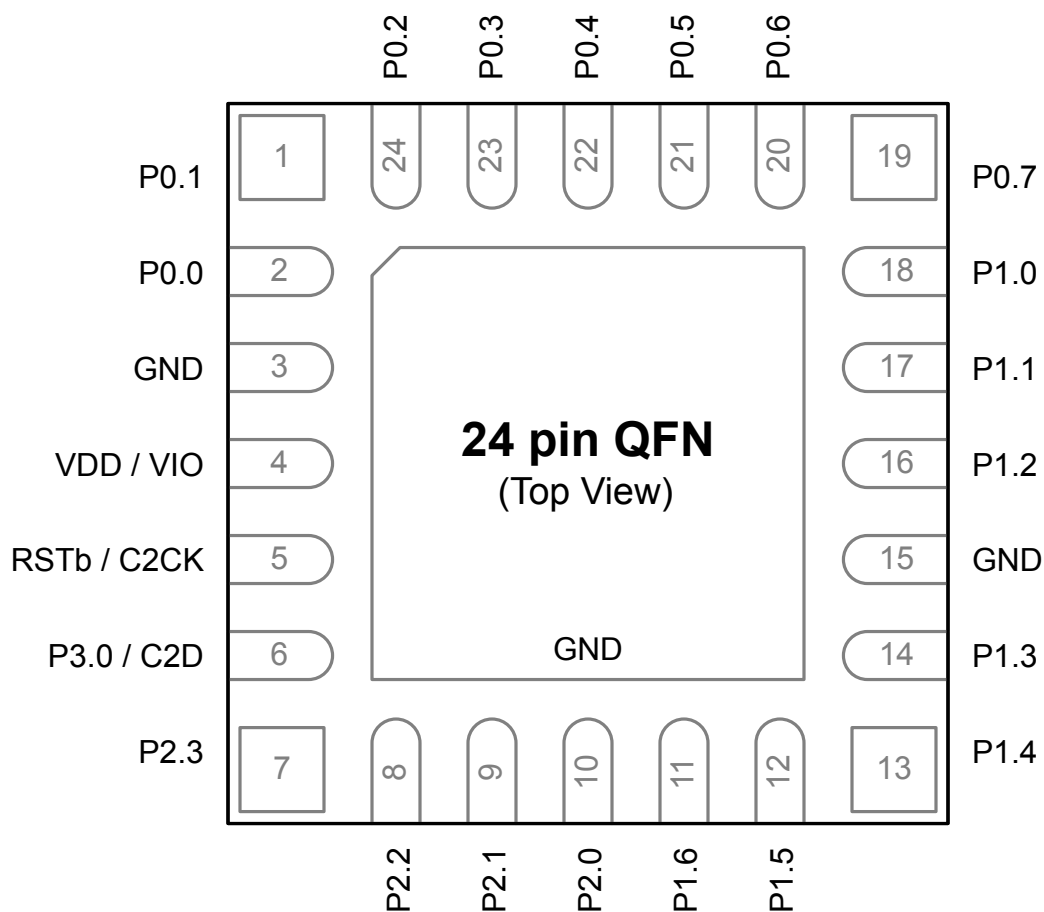 P0.2
P0.3
P0.4
P0.5
P0.6
1
24
23
22
21
20
19
P0.1
P0.7
P0.0
2
18
P1.0
GND
3
17
P1.1
24 pin QFN
(Top View)
VDD / VIO
4
16
P1.2
RSTb / C2CK
5
15
GND
P3.0 / C2D
6
GND
14
P1.3
P2.3
7
8
9
10
11
12
13
P1.4
P2.2
P2.1
P2.0
P1.6
P1.5